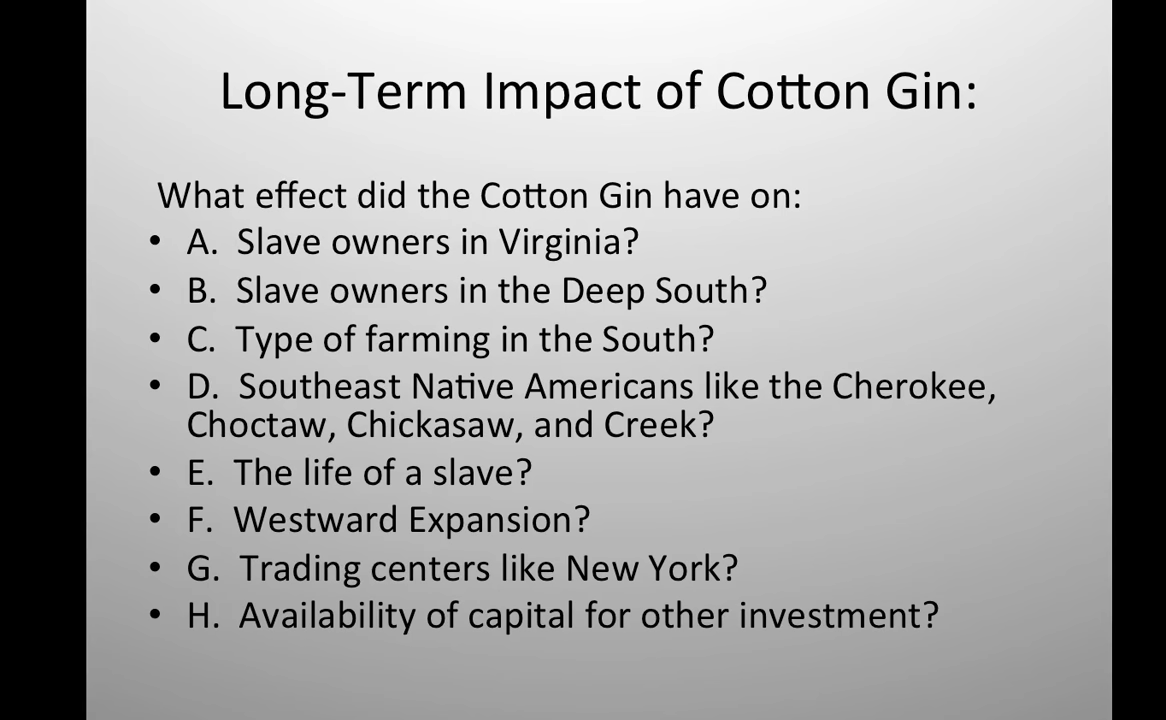 Long-Term Impact of Cotton Gin:
What effect did the Cotton Gin have on:
• A. Slave owners in Virginia?
• B. Slave owners in the Deep South?
• C. Type of farming in the South?
• D. Southeast Native Americans like the Cherokee,
Choctaw, Chickasaw, and Creek?
• E. The life of a slave?
• F. Westward Expansion?
• G. Trading centers like New York?
• H. Availability of capital for other investment?